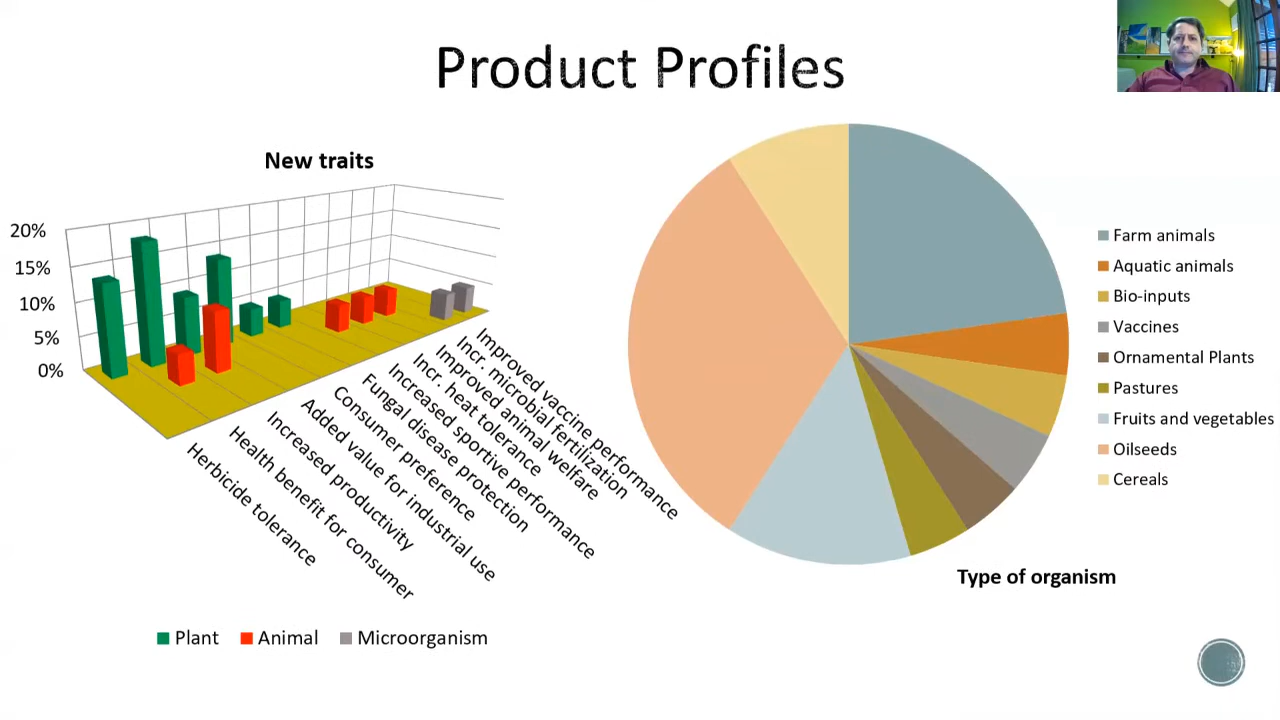 Product Profiles
New traits
20%
15%
10%
5%
0%
Herbicide tolerance
Health benefit for consumer
Increased productivity
Added value for industrial use
Consumer preference
Fungal disease protection
Increased sportive performance
Incr. heat tolerance
Improved animal welfare
Incr. microbial fertilization
Improved vaccine performance
Plant
Animal
Microorganism
Farm animals
Aquatic animals
Bio-inputs
Vaccines
Ornamental Plants
Pastures
Fruits and vegetables
Oilseeds
Cereals
Type of organism